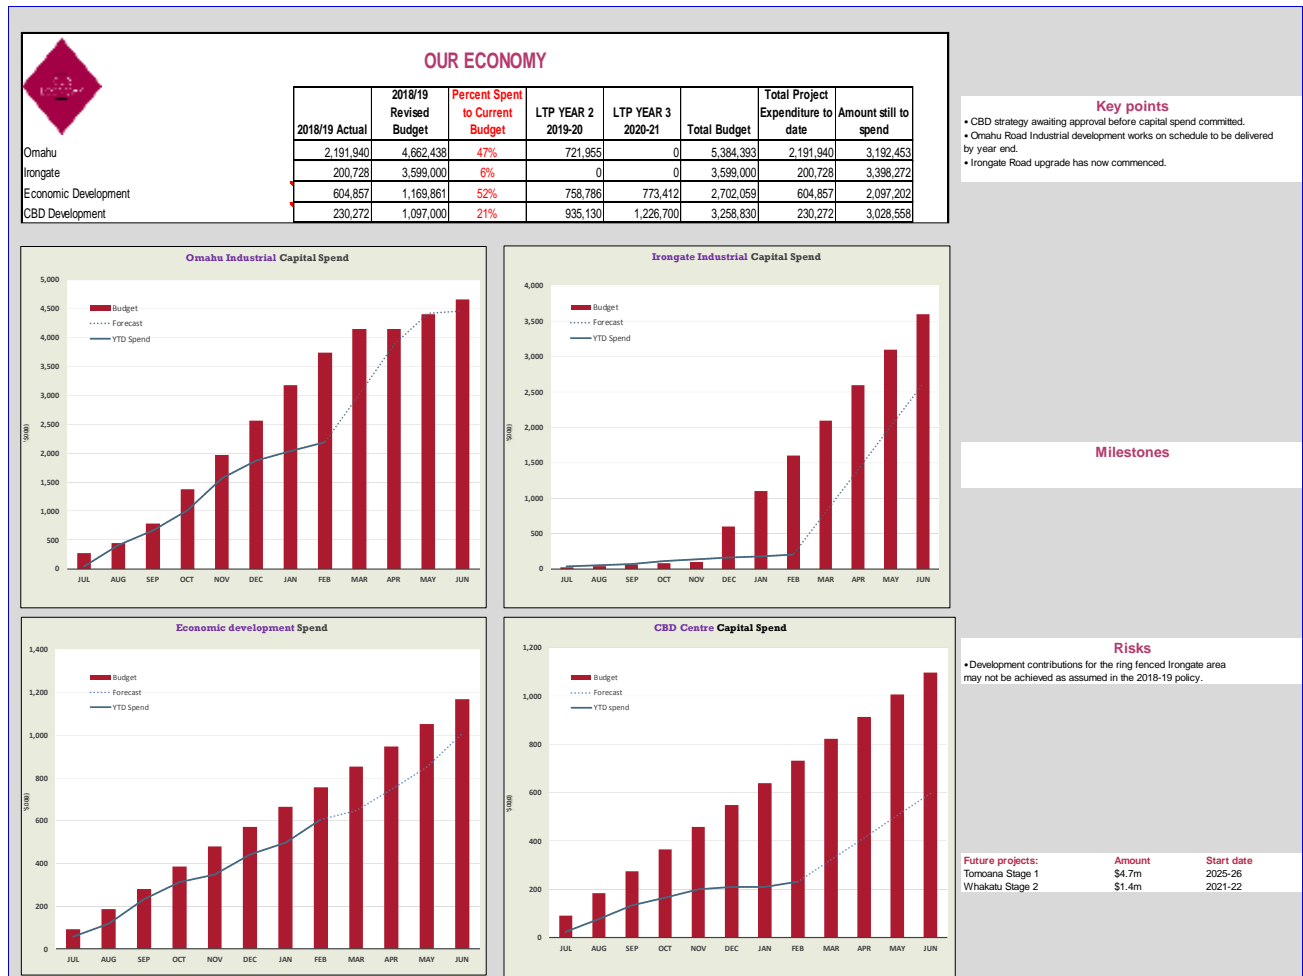 OUR ECONOMY
2018/19 Actual 2018/19 Revised Budget Percent Spent to Current Budget LTP YEAR 2 2019-20 LTP YEAR 3 2020-21 Total Budget Total Project Expenditure to date Amount still to spend
Omahu 2,191,940 4,662,438 47% 721,955 0 5,384,393 2,191,940 3,192,453
Irongate 200,728 3,599,000 6% 0 0 3,599,000 200,728 3,398,272
Economic Development 604,857 1,169,861 52% 758,786 773,412 2,702,059 604,857 2,097,202
CBD Development 230,272 1,097,000 21% 935,130 1,226,700 3,258,830 230,272 3,028,558
Key points
• CBD strategy awaiting approval before capital spend committed.
• Omahu Road Industrial development works on schedule to be delivered
by year end.
• Irongate Road upgrade has now commenced.
Omahu Industrial Capital Spend
5,000
4,500
4,000
3,500
3,000
2,500
2,000
1,500
1,000
500
0
Budget
Forecast
YTD Spend
JUL AUG SEP OCT NOV DEC JAN FEB MAR APR MAY JUN
Irongate Industrial Capital Spend
4,000
3,500
3,000
2,500
2,000
1,500
1,000
500
0
Budget
Forecast
YTD Spend
JUL AUG SEP OCT NOV DEC JAN FEB MAR APR MAY JUN
Milestones
Economic development Spend
1,400
1,200
1,000
800
600
400
200
0
Budget
Forecast
YTD Spend
JUL AUG SEP OCT NOV DEC JAN FEB MAR APR MAY JUN
CBD Centre Capital Spend
1,200
1,000
800
600
400
200
0
Budget
Forecast
YTD spend
JUL AUG SEP OCT NOV DEC JAN FEB MAR APR MAY JUN
Risks
• Development contributions for the ring fenced Irongate area
may not be achieved as assumed in the 2018-19 policy.
Future projects: Amount Start date
Tomoana Stage 1 $4.7m 2025-26
Whakatu Stage 2 $1.4m 2021-22